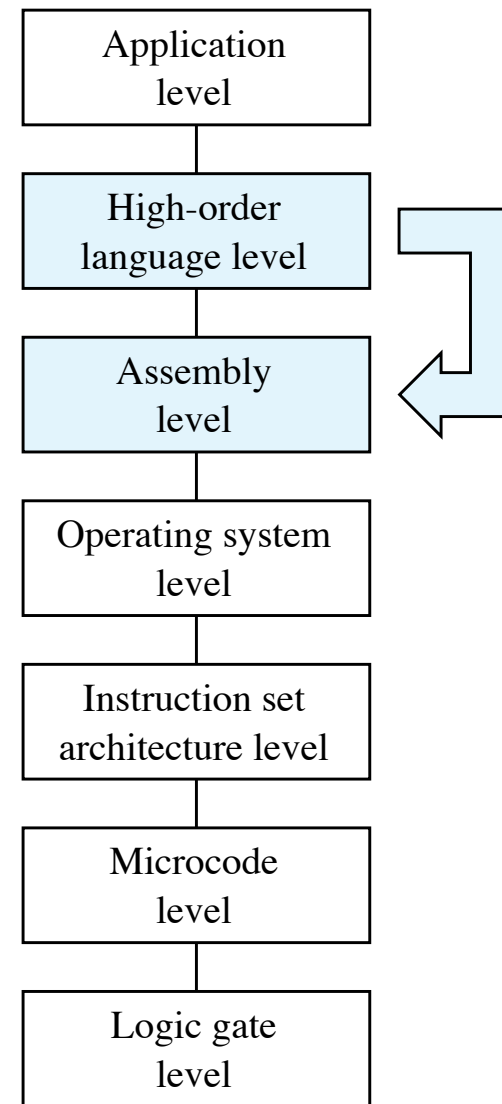 Application
level
High-order
language level
Assembly
level
Operating system
level
Instruction set
architecture level
Microcode
level
Logic gate
level